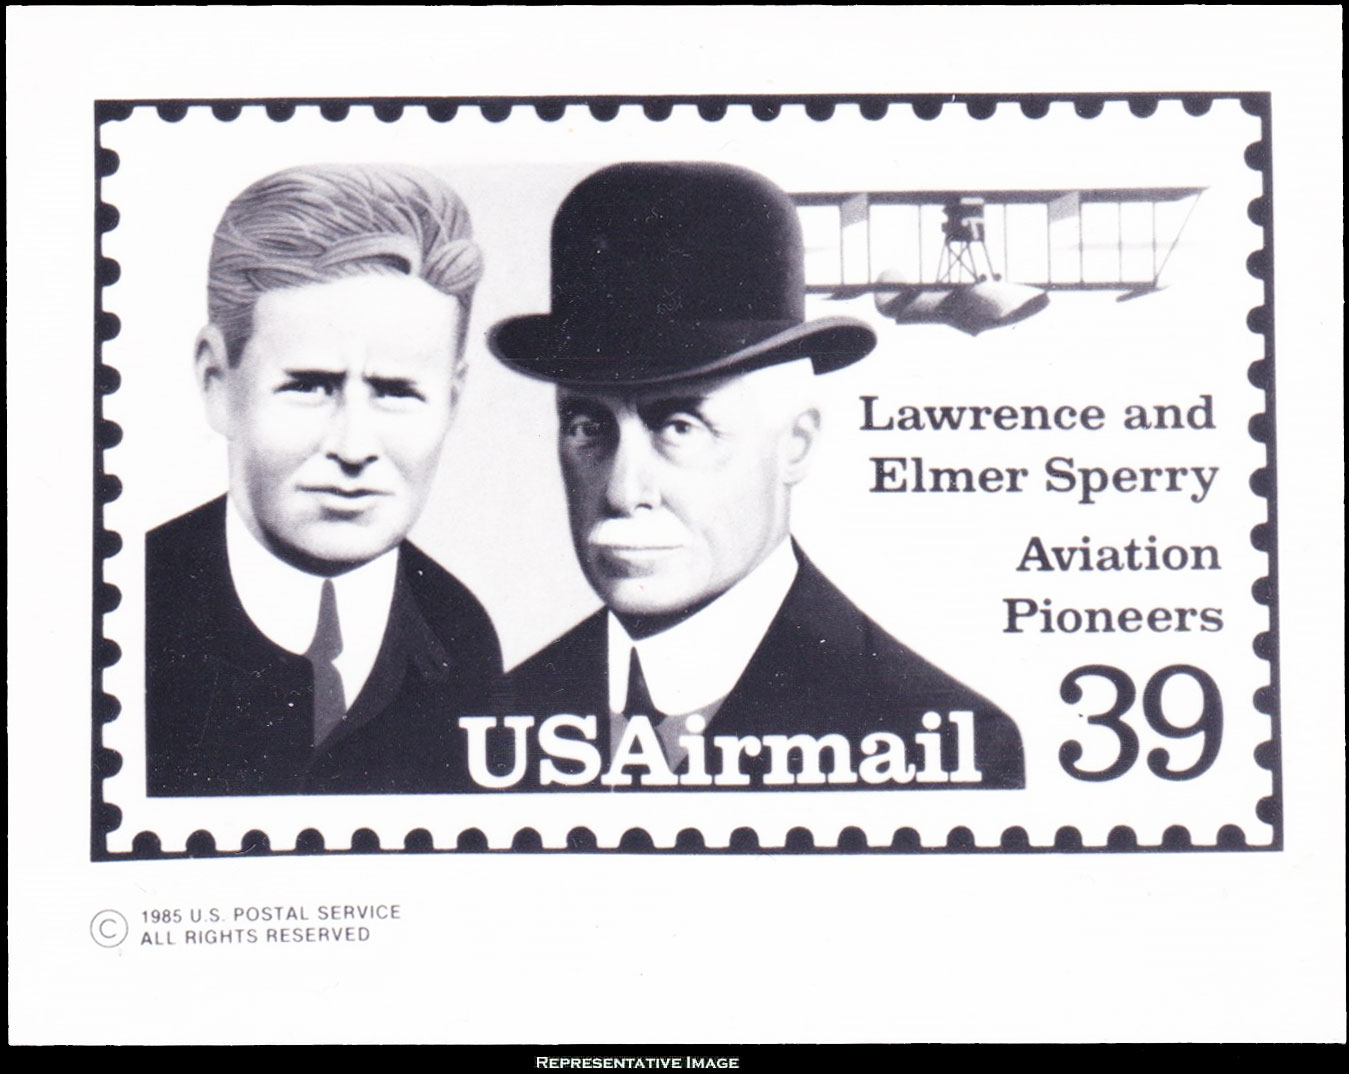 Lawrence and
Elmer Sperry
Aviation
Pioneers
39
USAirmail
© 1985 U.S. POSTAL SERVICE
ALL RIGHTS RESERVED
REPRESENTATIVE IMAGE